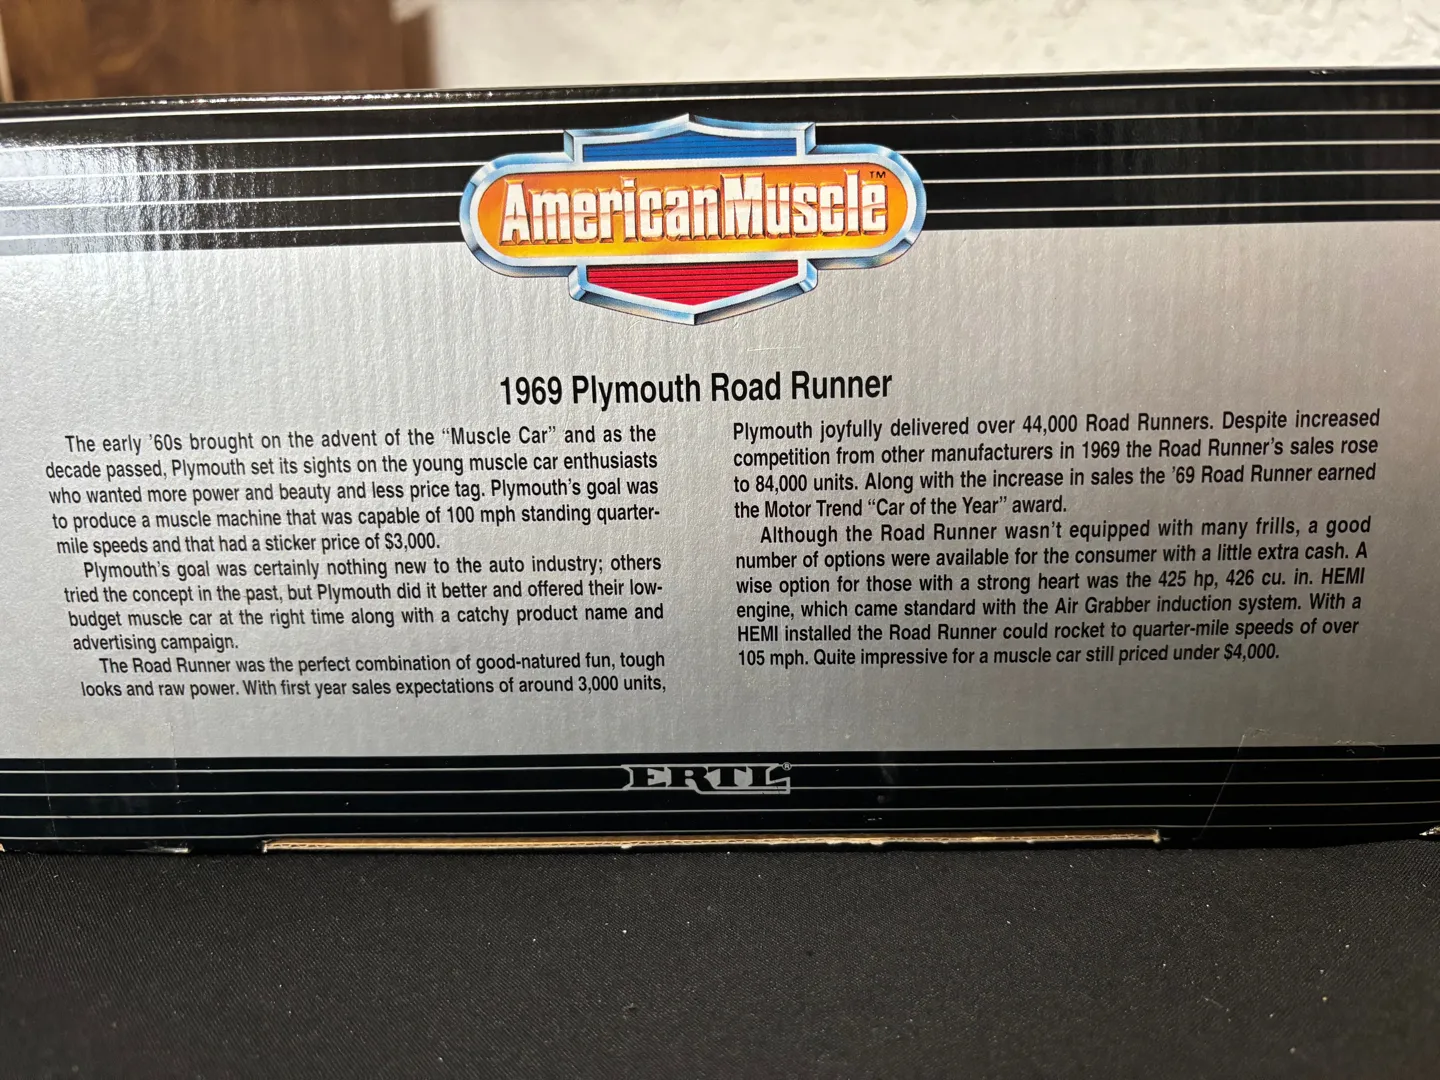 AmericanMuscle™
1969 Plymouth Road Runner
The early '60s brought on the advent of the "Muscle Car" and as the
decade passed, Plymouth set its sights on the young muscle car enthusiasts
who wanted more power and beauty and less price tag. Plymouth's goal was
to produce a muscle machine that was capable of 100 mph standing quarter-
mile speeds and that had a sticker price of $3,000.
Plymouth's goal was certainly nothing new to the auto industry; others
tried the concept in the past, but Plymouth did it better and offered their low-
budget muscle car at the right time along with a catchy product name and
advertising campaign.
The Road Runner was the perfect combination of good-natured fun, tough
looks and raw power. With first year sales expectations of around 3,000 units,
Plymouth joyfully delivered over 44,000 Road Runners. Despite increased
competition from other manufacturers in 1969 the Road Runner's sales rose
to 84,000 units. Along with the increase in sales the '69 Road Runner earned
the Motor Trend "Car of the Year" award.
Although the Road Runner wasn't equipped with many frills, a good
number of options were available for the consumer with a little extra cash. A
wise option for those with a strong heart was the 425 hp, 426 cu. in. HEMI
engine, which came standard with the Air Grabber induction system. With a
HEMI installed the Road Runner could rocket to quarter-mile speeds of over
105 mph. Quite impressive for a muscle car still priced under $4,000.
ERTL®